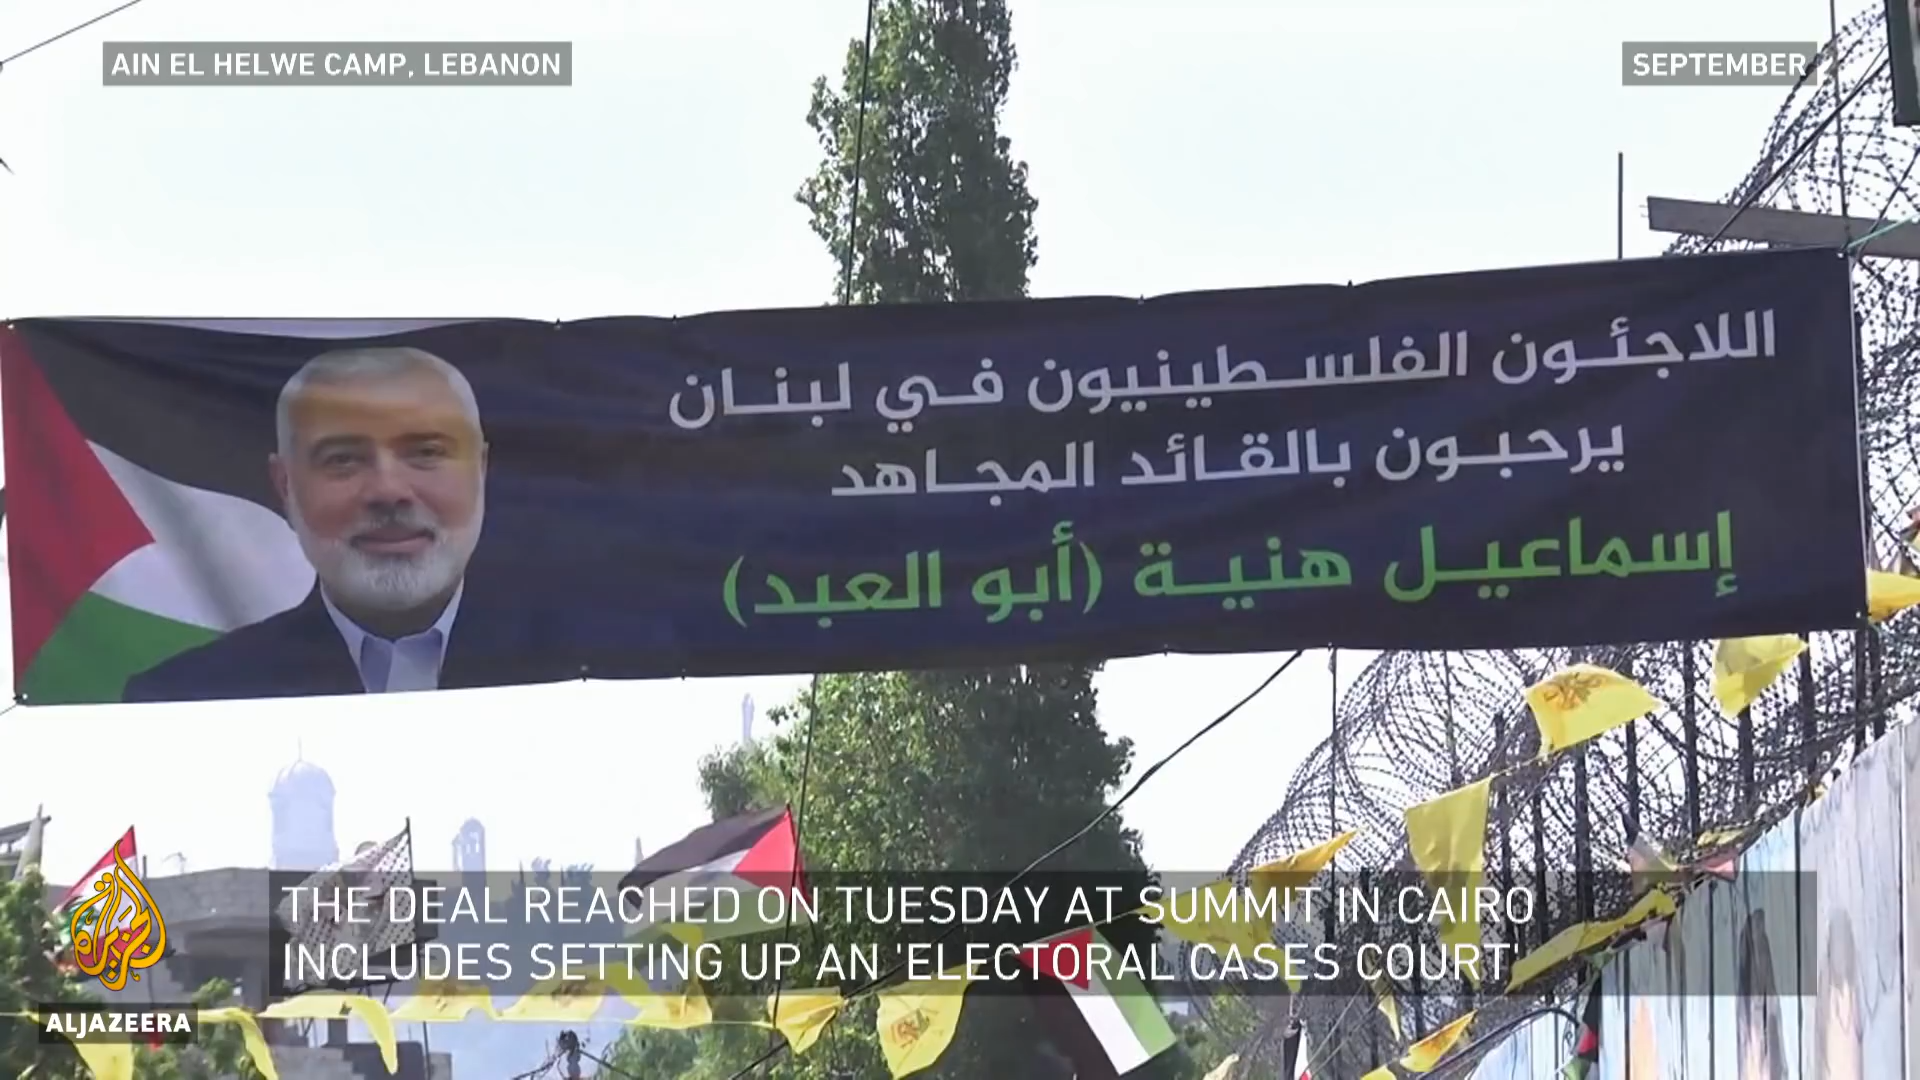 AIN EL HELWE CAMP, LEBANON
SEPTEMBER
اللاجئون الفلسطينيون في لبنان
يرحبون بالقائد المجاهد
إسماعيل هنية (أبو العبد)
THE DEAL REACHED ON TUESDAY AT SUMMIT IN CAIRO
INCLUDES SETTING UP AN 'ELECTORAL CASES COURT'
الجزيرة
ALJAZEERA